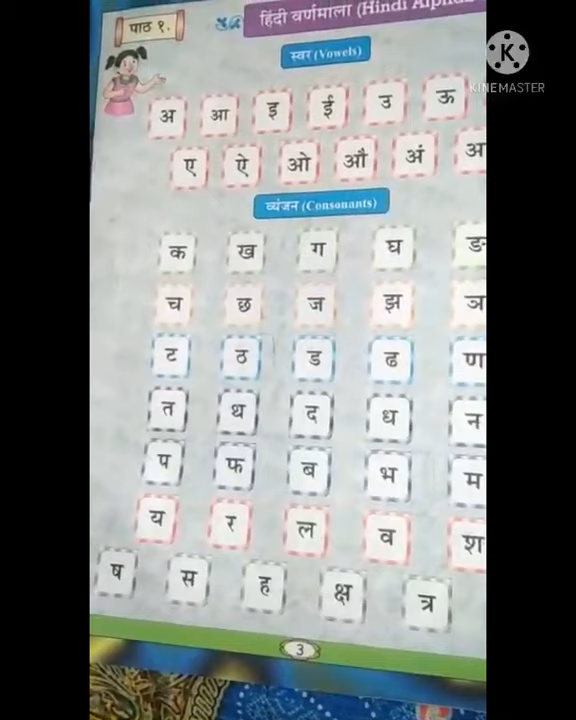 पाठ १.
हिंदी वर्णमाला (Hindi
स्वर (Vowels)
अ आ इ ई उ ऊ
ए ऐ ओ औ अं
व्यंजन (Consonants)
क ख ग घ ङ
च छ ज झ ञ
ट ठ ड ढ ण
त थ द ध न
प फ ब भ म
य र ल व श
ष स ह क्ष त्र
3
KINEMASTER